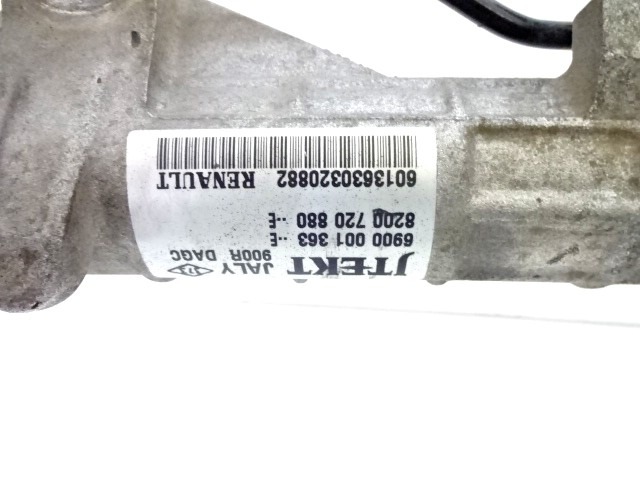 JTEKT JALY
900R DAGC
6900 001 363 --E
8200 720 880 --E
6013630320882 RENAULT